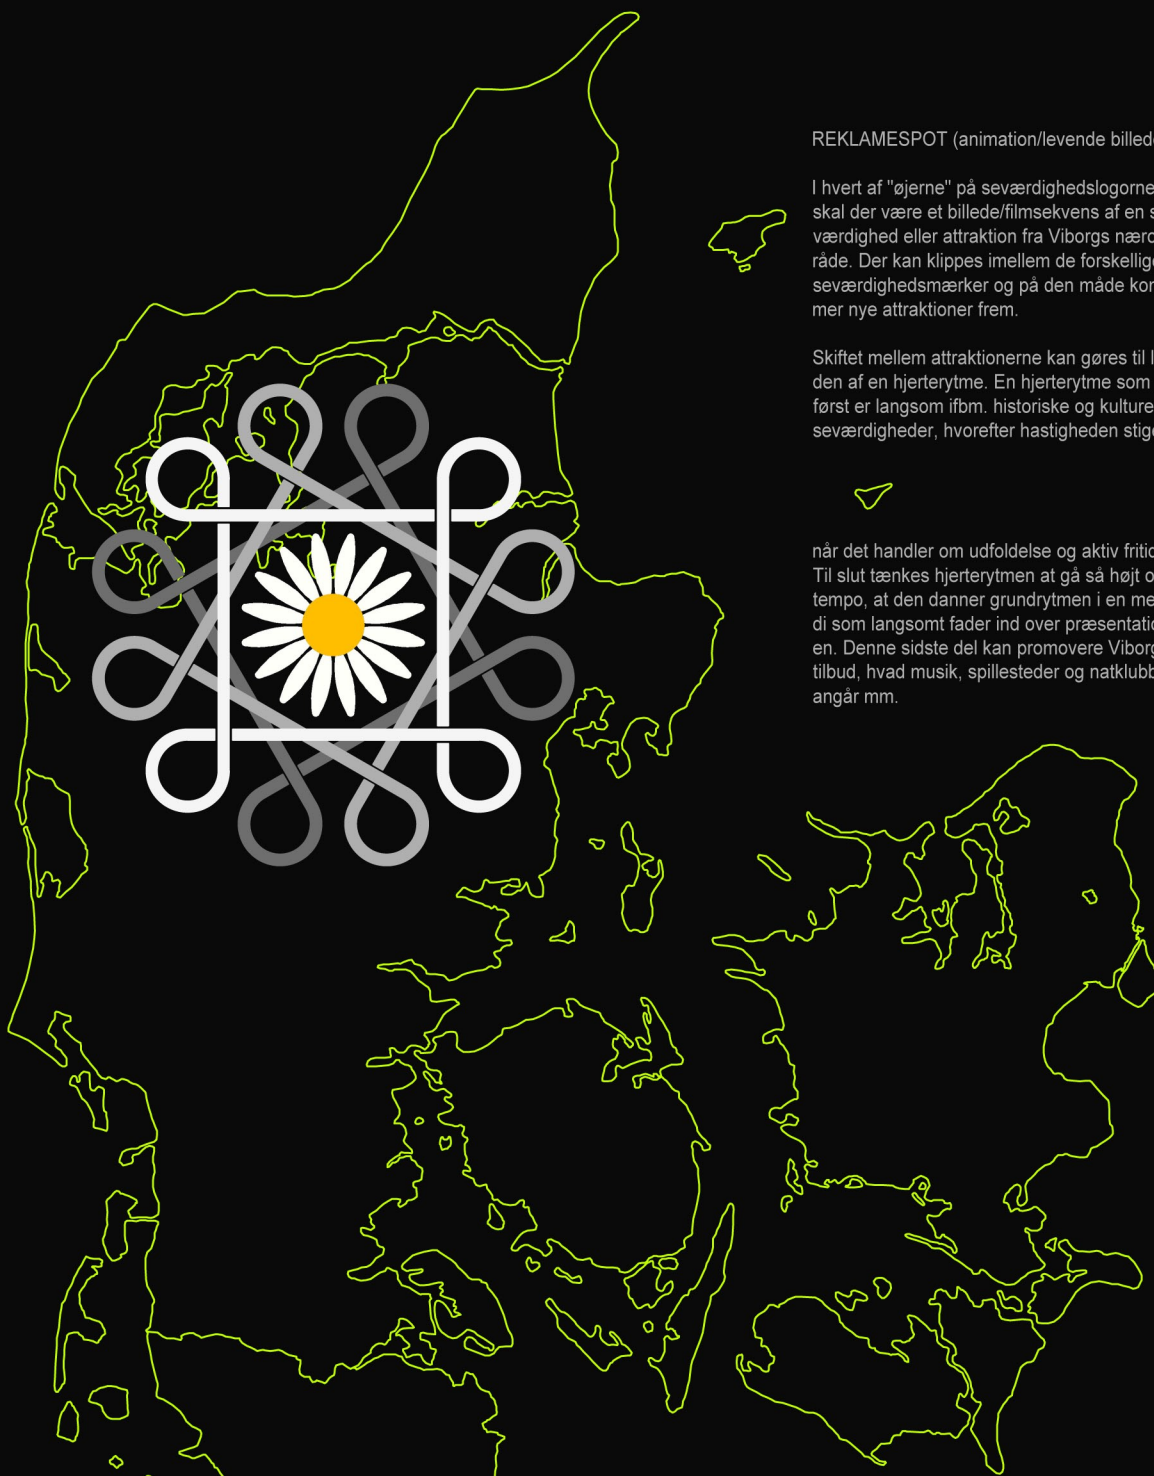 REKLAMESPOT (animation/levende billede
I hvert af "øjerne" på seværdighedslogorne
skal der være et billede/filmsekvens af en s
værdighed eller attraktion fra Viborgs næro
råde. Der kan klippes imellem de forskellige
seværdighedsmærker og på den måde kom
mer nye attraktioner frem.
Skiftet mellem attraktionerne kan gøres til l
den af en hjerterytme. En hjerterytme som
først er langsom ifbm. historiske og kulture
seværdigheder, hvorefter hastigheden stige
når det handler om udfoldelse og aktiv fritid
Til slut tænkes hjerterytmen at gå så højt o
tempo, at den danner grundrytmen i en me
di som langsomt fader ind over præsentatio
en. Denne sidste del kan promovere Viborg
tilbud, hvad musik, spillesteder og natklubb
angår mm.